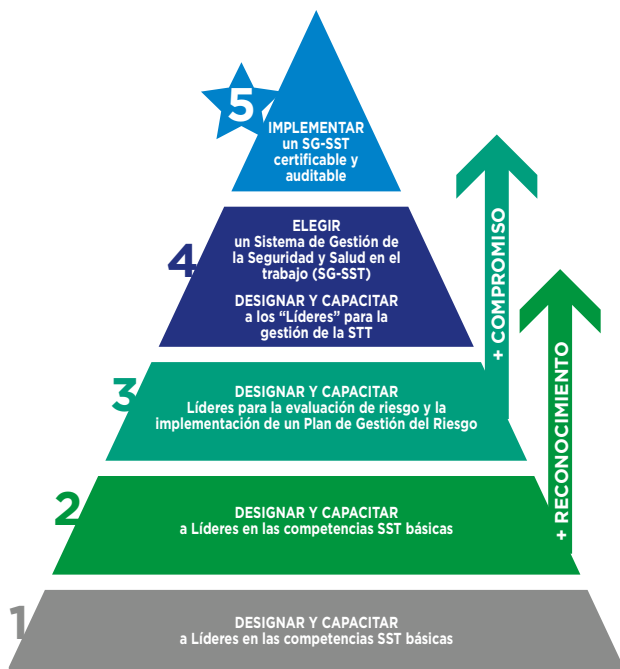 5
IMPLEMENTAR
un SG-SST
certificable y
auditable
4
ELEGIR
un Sistema de Gestión de
la Seguridad y Salud en el
trabajo (SG-SST)
DESIGNAR Y CAPACITAR
a los “Líderes” para la
gestión de la STT
+ COMPROMISO
3
DESIGNAR Y CAPACITAR
Líderes para la evaluación de riesgo y la
implementación de un Plan de Gestión del Riesgo
+ RECONOCIMIENTO
2
DESIGNAR Y CAPACITAR
a Líderes en las competencias SST básicas
1
DESIGNAR Y CAPACITAR
a Líderes en las competencias SST básicas